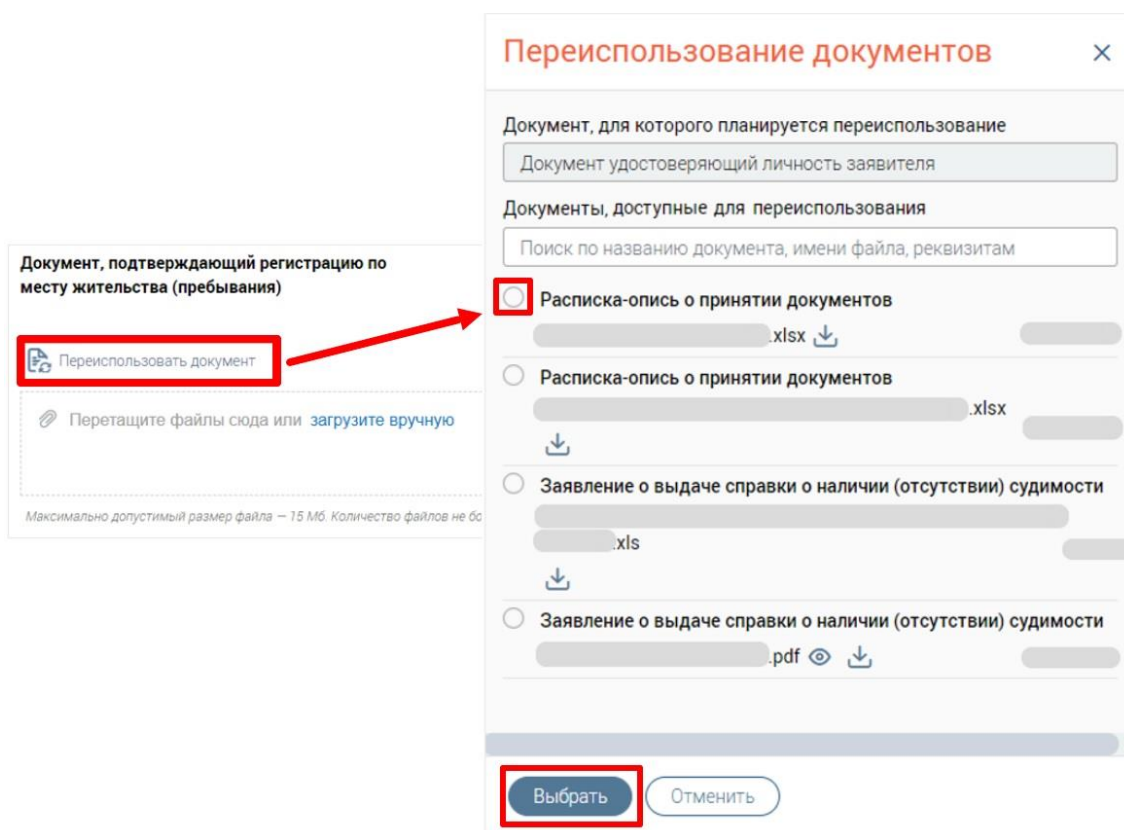 Документ, подтверждающий регистрацию по
месту жительства (пребывания)
Переиспользовать документ
Перетащите файлы сюда или загрузите вручную
Максимально допустимый размер файла — 15 Мб. Количество файлов не бо
Переиспользование документов
Документ, для которого планируется переиспользование
Документ удостоверяющий личность заявителя
Документы, доступные для переиспользования
Поиск по названию документа, имени файла, реквизитам
Расписка-опись о принятии документов
.xlsx
Расписка-опись о принятии документов
.xlsx
Заявление о выдаче справки о наличии (отсутствии) судимости
.xls
Заявление о выдаче справки о наличии (отсутствии) судимости
.pdf
Выбрать
Отменить